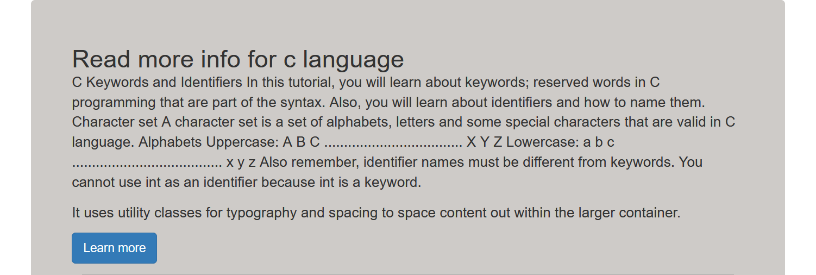 Read more info for c language
C Keywords and Identifiers In this tutorial, you will learn about keywords; reserved words in C
programming that are part of the syntax. Also, you will learn about identifiers and how to name them.
Character set A character set is a set of alphabets, letters and some special characters that are valid in C
language. Alphabets Uppercase: A B C ................................... X Y Z Lowercase: a b c
...................................... x y z Also remember, identifier names must be different from keywords. You
cannot use int as an identifier because int is a keyword.
It uses utility classes for typography and spacing to space content out within the larger container.
Learn more